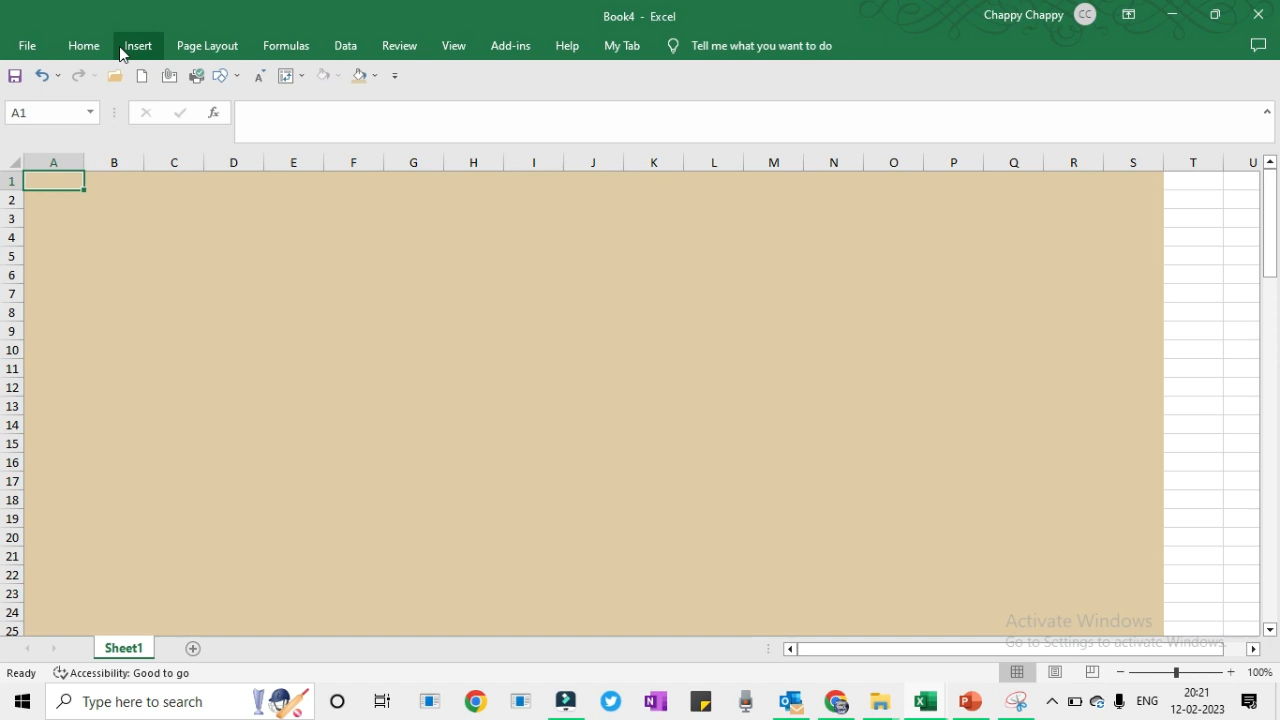 Book4 - Excel
Chappy Chappy CC
File Home Insert Page Layout Formulas Data Review View Add-ins Help My Tab Tell me what you want to do
A1 fx
A B C D E F G H I J K L M N O P Q R S T U
1
2
3
4
5
6
7
8
9
10
11
12
13
14
15
16
17
18
19
20
21
22
23
24
25
Activate Windows
Go to Settings to activate Windows.
Sheet1
Ready Accessibility: Good to go 100%
Type here to search
ENG
20:21
12-02-2023